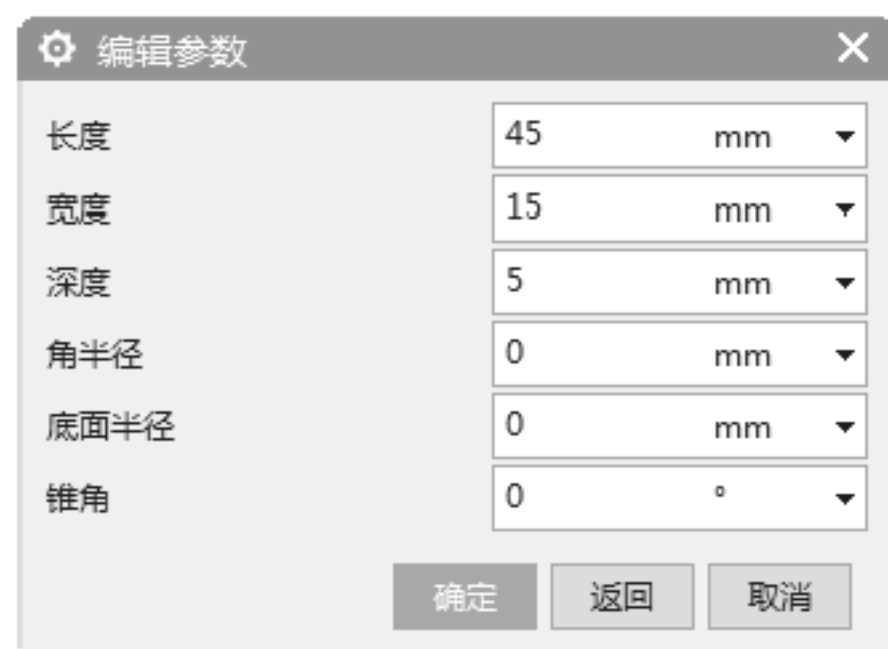 编辑参数
长度 45 mm
宽度 15 mm
深度 5 mm
角半径 0 mm
底面半径 0 mm
锥角 0 °
确定 返回 取消